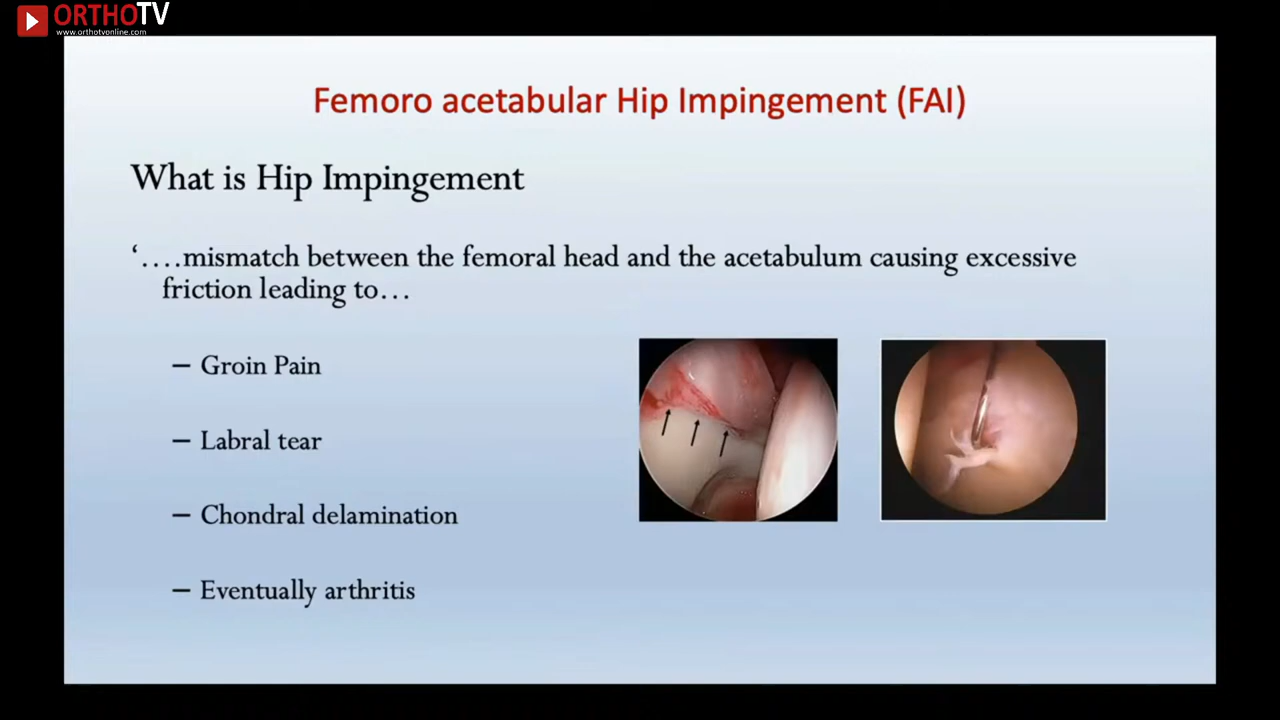 ORTHOTV
www.orthotvonline.com
Femoro acetabular Hip Impingement (FAI)
What is Hip Impingement
‘….mismatch between the femoral head and the acetabulum causing excessive
friction leading to…
– Groin Pain
– Labral tear
– Chondral delamination
– Eventually arthritis